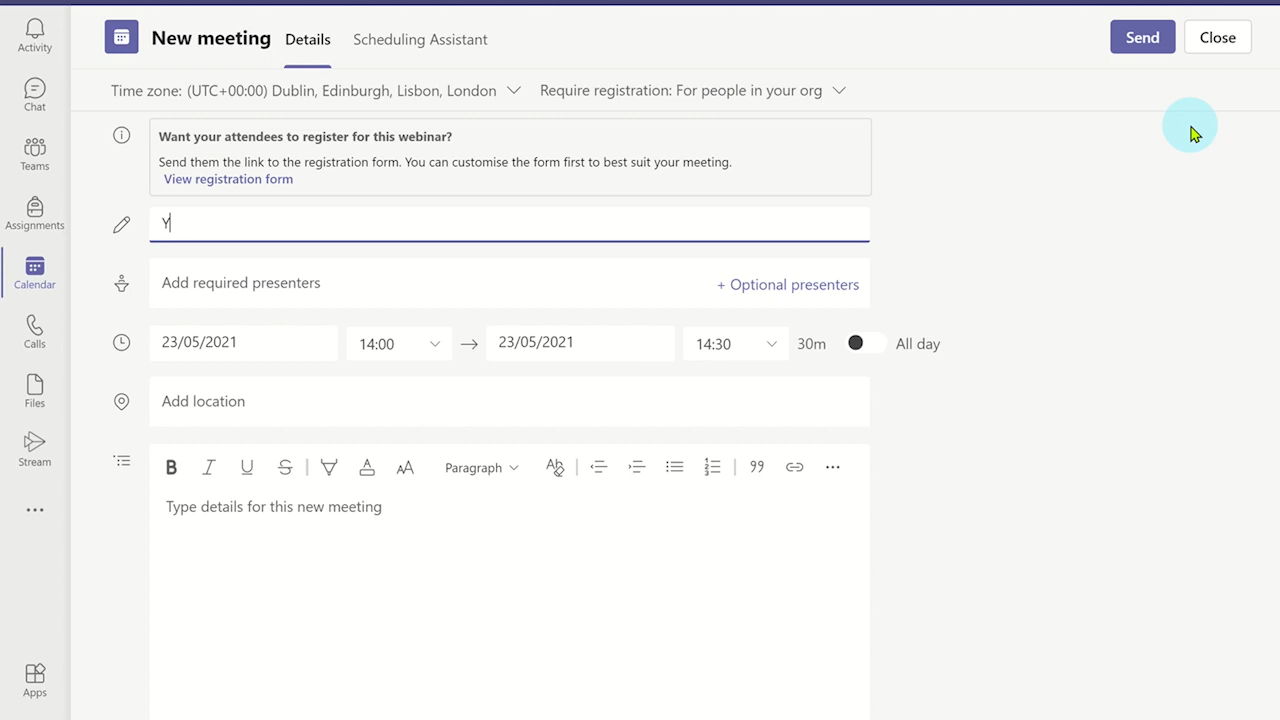 Activity
Chat
Teams
Assignments
Calendar
Calls
Files
Stream
Apps
New meeting Details Scheduling Assistant Send Close
Time zone: (UTC+00:00) Dublin, Edinburgh, Lisbon, London Require registration: For people in your org
Want your attendees to register for this webinar?
Send them the link to the registration form. You can customise the form first to best suit your meeting.
View registration form
Y
Add required presenters + Optional presenters
23/05/2021 14:00 → 23/05/2021 14:30 30m All day
Add location
B I U S A AA Paragraph Ab 99 ...
Type details for this new meeting